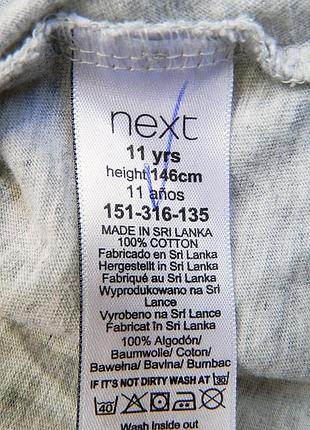 next
11 yrs
height 146cm
11 años
151-316-135
MADE IN SRI LANKA
100% COTTON
Fabricado en Sri Lanka
Hergestellt in Sri Lanka
Fabriqué au Sri Lanka
Wyprodukowano na Sri
Lance
Vyrobeno na Sri Lance
Fabricat în Sri Lanka
100% Algodón/
Baumwolle/ Coton/
Bawełna/ Bavlna/ Bumbac
IF IT'S NOT DIRTY WASH AT 30
40
Wash inside out